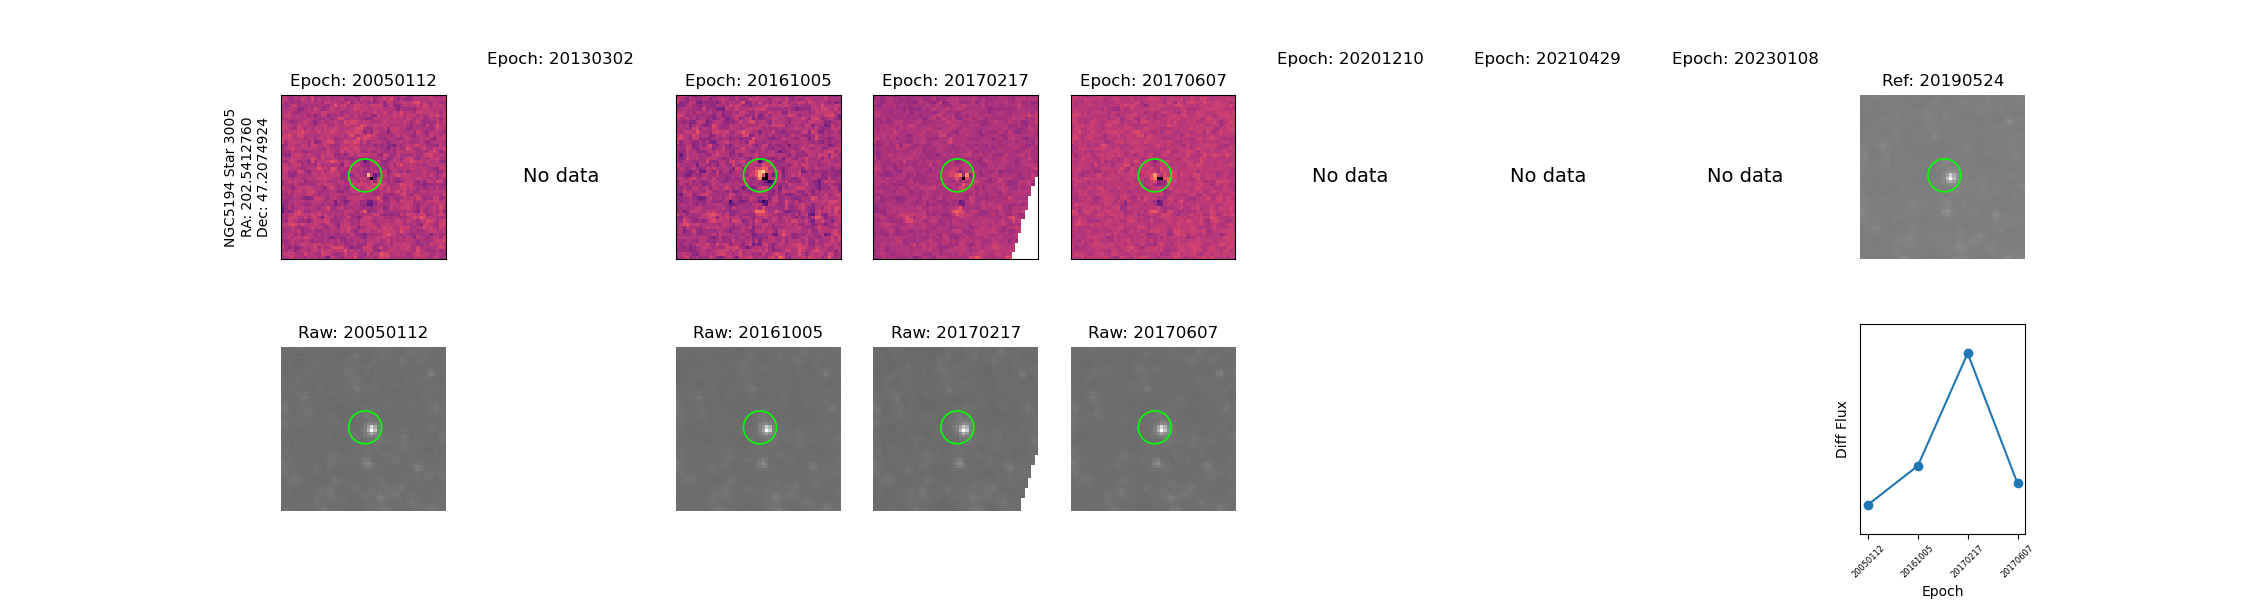 NGC5194 Star 3005
RA: 202.5412760
Dec: 47.2074924
Epoch: 20050112
Epoch: 20130302
No data
Epoch: 20161005
Epoch: 20170217
Epoch: 20170607
Epoch: 20201210
No data
Epoch: 20210429
No data
Epoch: 20230108
No data
Ref: 20190524
Raw: 20050112
Raw: 20161005
Raw: 20170217
Raw: 20170607
Diff Flux
20050112
20161005
20170217
20170607
Epoch